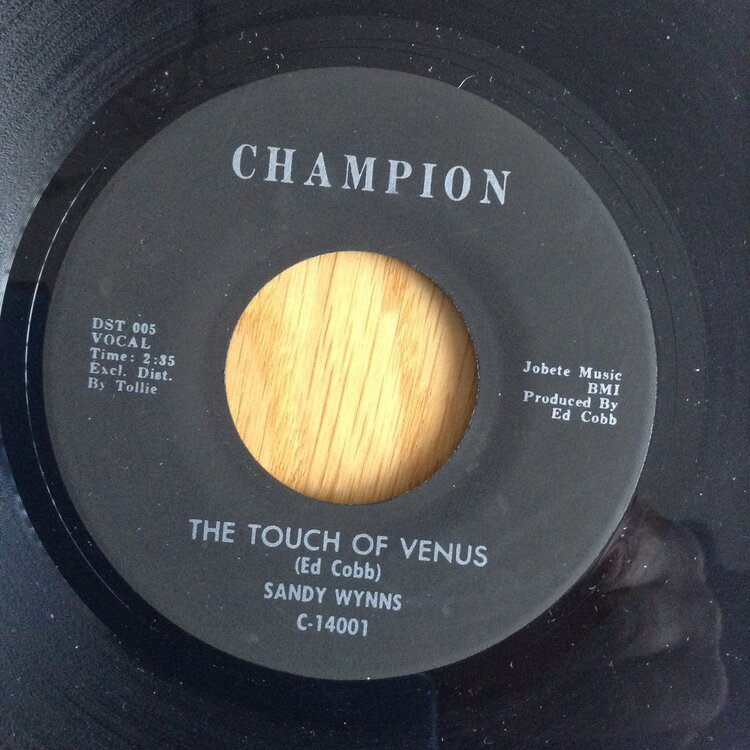 CHAMPION
DST 005
VOCAL
Time: 2:35
Excl. Dist.
By Tollie
Jobete Music
BMI
Produced By
Ed Cobb
THE TOUCH OF VENUS
(Ed Cobb)
SANDY WYNNS
C-14001